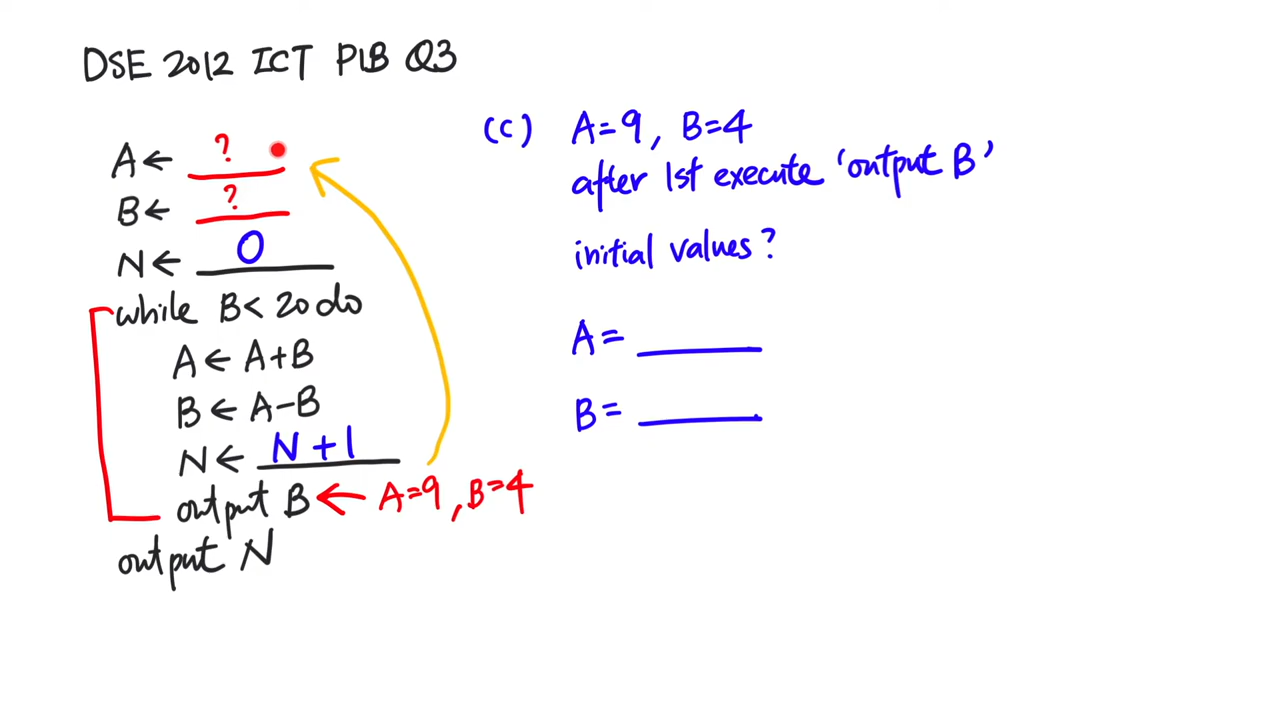 DSE 2012 ICT P1B Q3
A ← ?
B ← ?
N ← 0
while B < 20 do
A ← A+B
B ← A-B
N ← N+1
output B ← A=9, B=4
output N
(c) A=9, B=4
after 1st execute 'output B'
initial values?
A=
B=